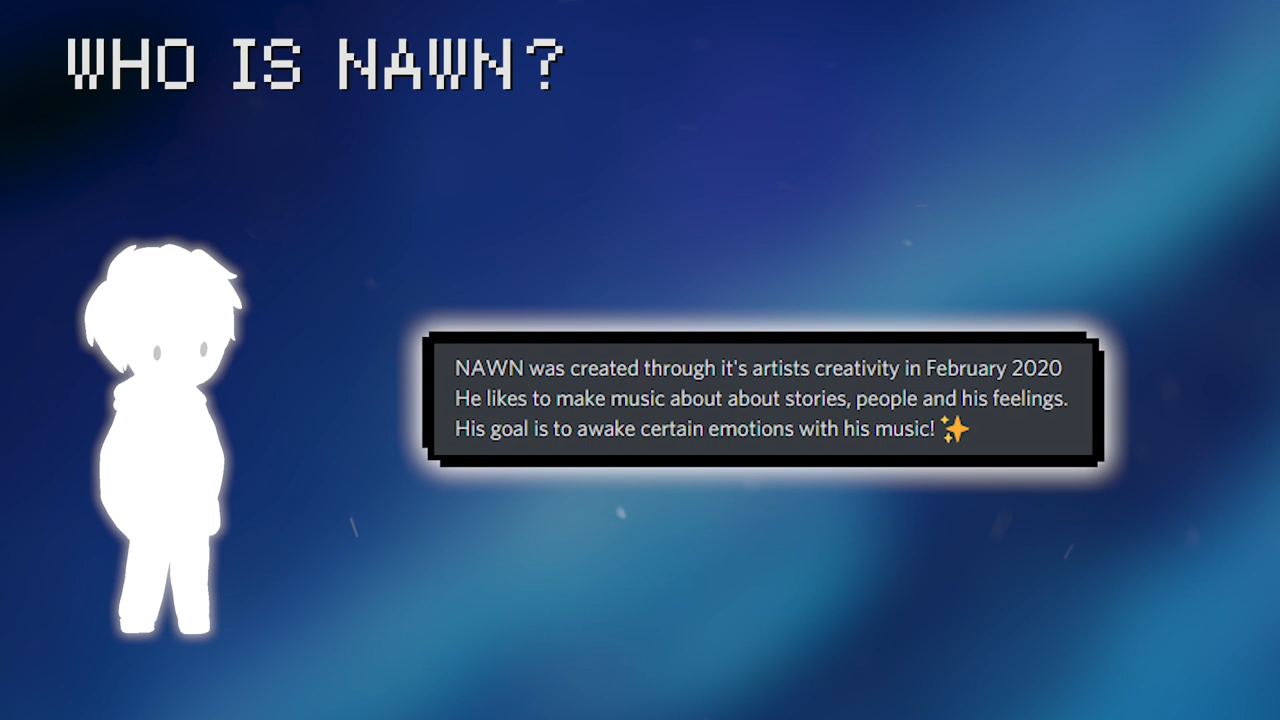 WHO IS NAWN?
NAWN was created through it's artists creativity in February 2020
He likes to make music about about stories, people and his feelings.
His goal is to awake certain emotions with his music! ✨